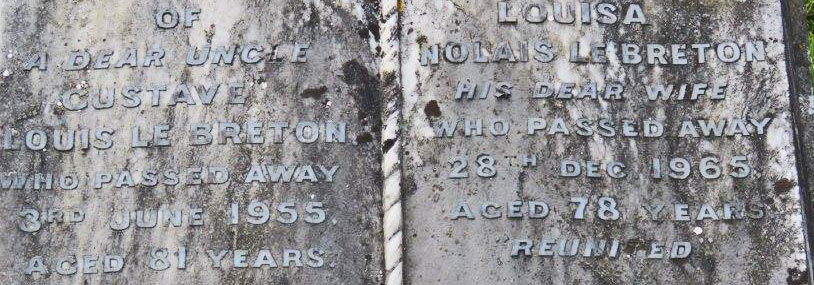 OF
A DEAR UNCLE
GUSTAVE
LOUIS LE BRETON
WHO PASSED AWAY
3RD JUNE 1955.
AGED 81 YEARS.
LOUISA
NOLAIS LE BRETON
HIS DEAR WIFE
WHO PASSED AWAY
28TH DEC 1965.
AGED 78 YEARS.
REUNITED